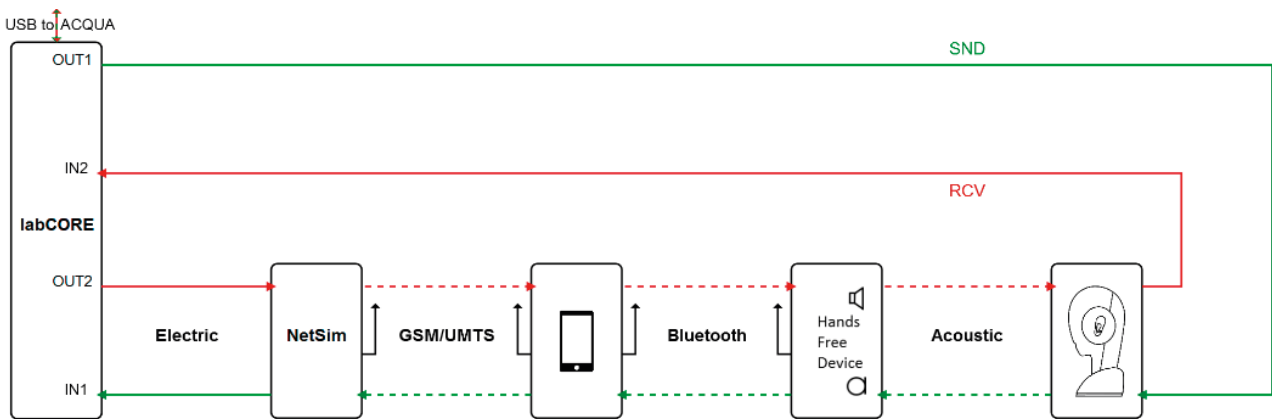 USB to ACQUA
OUT1
SND
IN2
RCV
labCORE
OUT2
Electric
NetSim
GSM/UMTS
Bluetooth
Hands
Free
Device
Acoustic
IN1